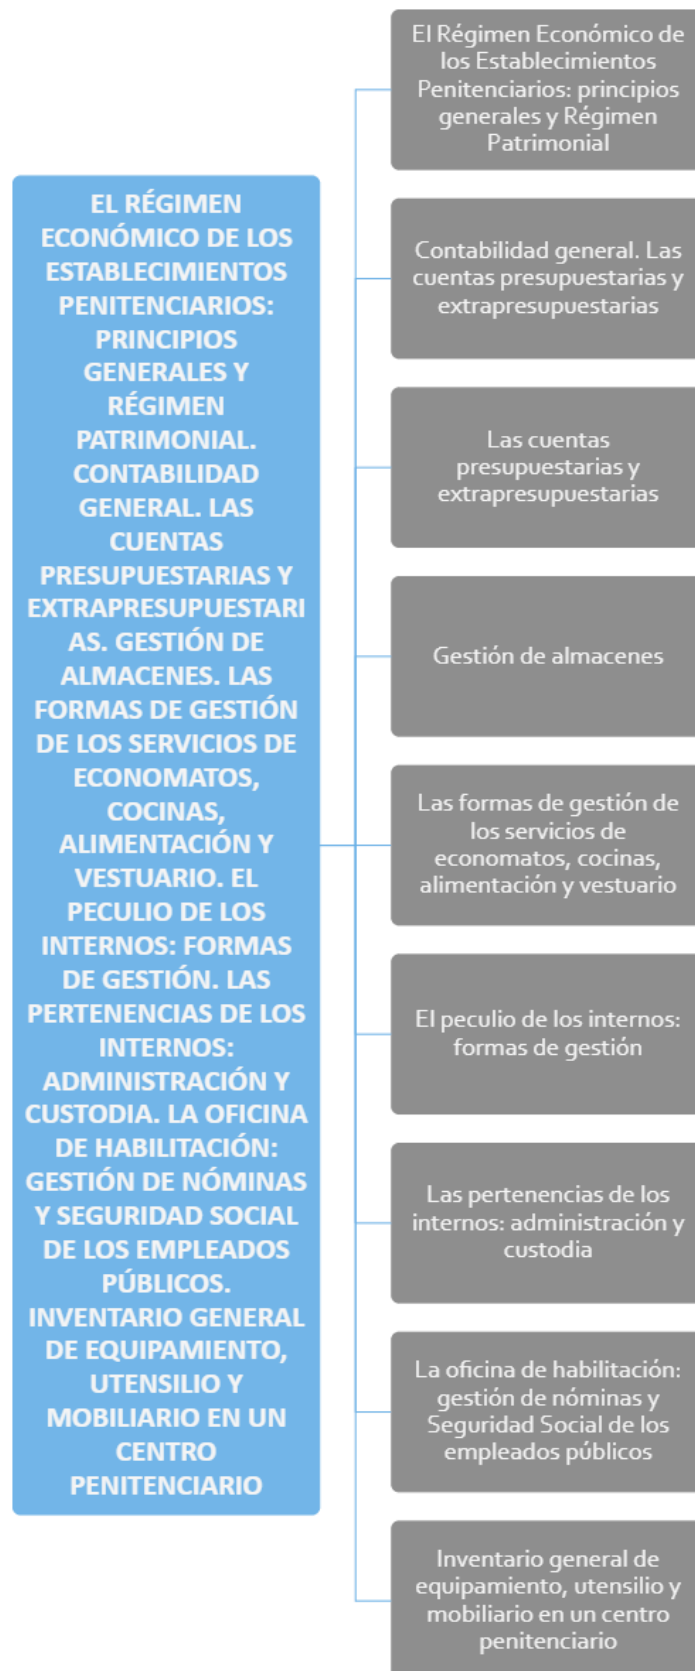 EL RÉGIMEN
ECONÓMICO DE LOS
ESTABLECIMIENTOS
PENITENCIARIOS:
PRINCIPIOS
GENERALES Y
RÉGIMEN
PATRIMONIAL.
CONTABILIDAD
GENERAL. LAS
CUENTAS
PRESUPUESTARIAS Y
EXTRAPRESUPUESTARI
AS. GESTIÓN DE
ALMACENES. LAS
FORMAS DE GESTIÓN
DE LOS SERVICIOS DE
ECONOMATOS,
COCINAS,
ALIMENTACIÓN Y
VESTUARIO. EL
PECULIO DE LOS
INTERNOS: FORMAS
DE GESTIÓN. LAS
PERTENENCIAS DE LOS
INTERNOS:
ADMINISTRACIÓN Y
CUSTODIA. LA OFICINA
DE HABILITACIÓN:
GESTIÓN DE NÓMINAS
Y SEGURIDAD SOCIAL
DE LOS EMPLEADOS
PÚBLICOS.
INVENTARIO GENERAL
DE EQUIPAMIENTO,
UTENSILIO Y
MOBILIARIO EN UN
CENTRO
PENITENCIARIO
El Régimen Económico de
los Establecimientos
Penitenciarios: principios
generales y Régimen
Patrimonial
Contabilidad general. Las
cuentas presupuestarias y
extrapresupuestarias
Las cuentas
presupuestarias y
extrapresupuestarias
Gestión de almacenes
Las formas de gestión de
los servicios de
economatos, cocinas,
alimentación y vestuario
El peculio de los internos:
formas de gestión
Las pertenencias de los
internos: administración y
custodia
La oficina de habilitación:
gestión de nóminas y
Seguridad Social de los
empleados públicos
Inventario general de
equipamiento, utensilio y
mobiliario en un centro
penitenciario